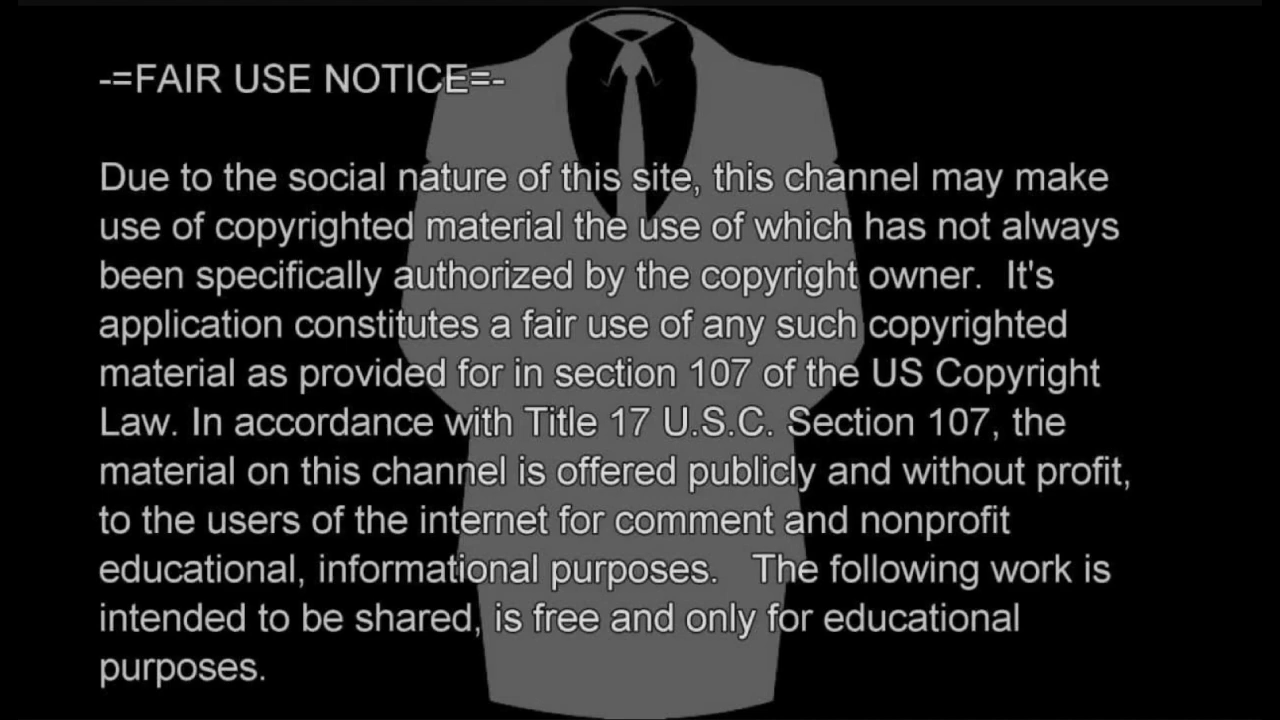 -=FAIR USE NOTICE=-
Due to the social nature of this site, this channel may make
use of copyrighted material the use of which has not always
been specifically authorized by the copyright owner.  It's
application constitutes a fair use of any such copyrighted
material as provided for in section 107 of the US Copyright
Law. In accordance with Title 17 U.S.C. Section 107, the
material on this channel is offered publicly and without profit,
to the users of the internet for comment and nonprofit
educational, informational purposes.   The following work is
intended to be shared, is free and only for educational
purposes.